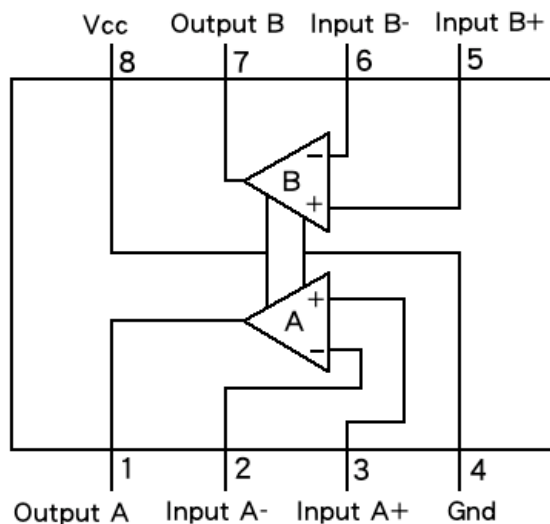 Vcc Output B Input B- Input B+
8 7 6 5
−
B
+
+
A
−
1 2 3 4
Output A Input A- Input A+ Gnd